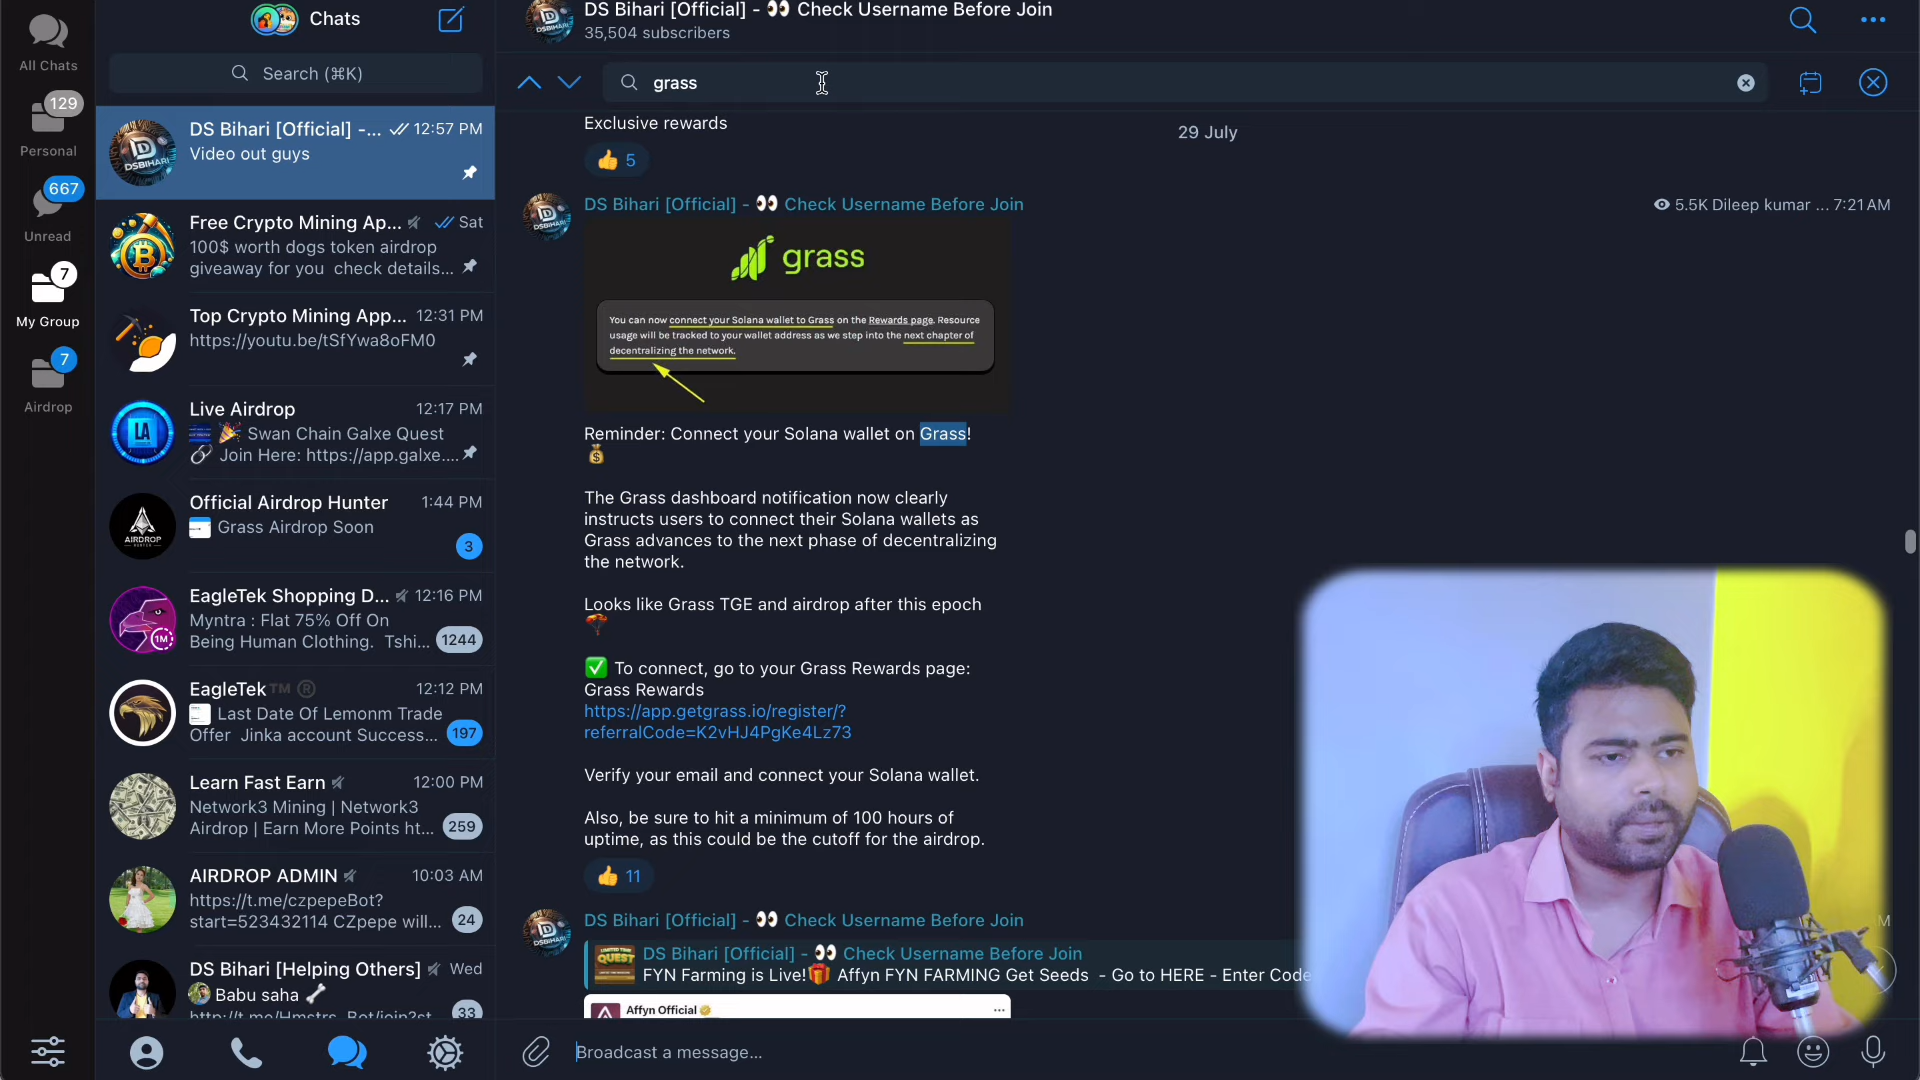 All Chats
129
Personal
667
Unread
7
My Group
7
Airdrop
Chats
Search (⌘K)
DS Bihari [Official] -... 12:57 PM
Video out guys
Free Crypto Mining Ap... Sat
100$ worth dogs token airdrop
giveaway for you check details...
Top Crypto Mining App... 12:31 PM
https://youtu.be/tSfYwa8oFM0
Live Airdrop 12:17 PM
🎉 Swan Chain Galxe Quest
🔗 Join Here: https://app.galxe....
Official Airdrop Hunter 1:44 PM
Grass Airdrop Soon
3
EagleTek Shopping D... 12:16 PM
Myntra : Flat 75% Off On
Being Human Clothing. Tshi... 1244
EagleTek™ ® 12:12 PM
Last Date Of Lemonm Trade
Offer Jinka account Success... 197
Learn Fast Earn 12:00 PM
Network3 Mining | Network3
Airdrop | Earn More Points ht... 259
AIRDROP ADMIN 10:03 AM
https://t.me/czpepeBot?
start=523432114 CZpepe will... 24
DS Bihari [Helping Others] Wed
Babu saha 🦴
http://t.me/Hmstrs_Bot/join?st... 33
DS Bihari [Official] - 👀 Check Username Before Join
35,504 subscribers
grass
Exclusive rewards
29 July
👍 5
DS Bihari [Official] - 👀 Check Username Before Join
5.5K Dileep kumar ... 7:21 AM
grass
You can now connect your Solana wallet to Grass on the Rewards page. Resource
usage will be tracked to your wallet address as we step into the next chapter of
decentralizing the network.
Reminder: Connect your Solana wallet on Grass!
💰
The Grass dashboard notification now clearly
instructs users to connect their Solana wallets as
Grass advances to the next phase of decentralizing
the network.
Looks like Grass TGE and airdrop after this epoch
🪂
✅ To connect, go to your Grass Rewards page:
Grass Rewards
https://app.getgrass.io/register/?
referralCode=K2vHJ4PgKe4Lz73
Verify your email and connect your Solana wallet.
Also, be sure to hit a minimum of 100 hours of
uptime, as this could be the cutoff for the airdrop.
👍 11
DS Bihari [Official] - 👀 Check Username Before Join
DS Bihari [Official] - 👀 Check Username Before Join
FYN Farming is Live!🎁 Affyn FYN FARMING Get Seeds - Go to HERE - Enter Code
Affyn Official
Broadcast a message...